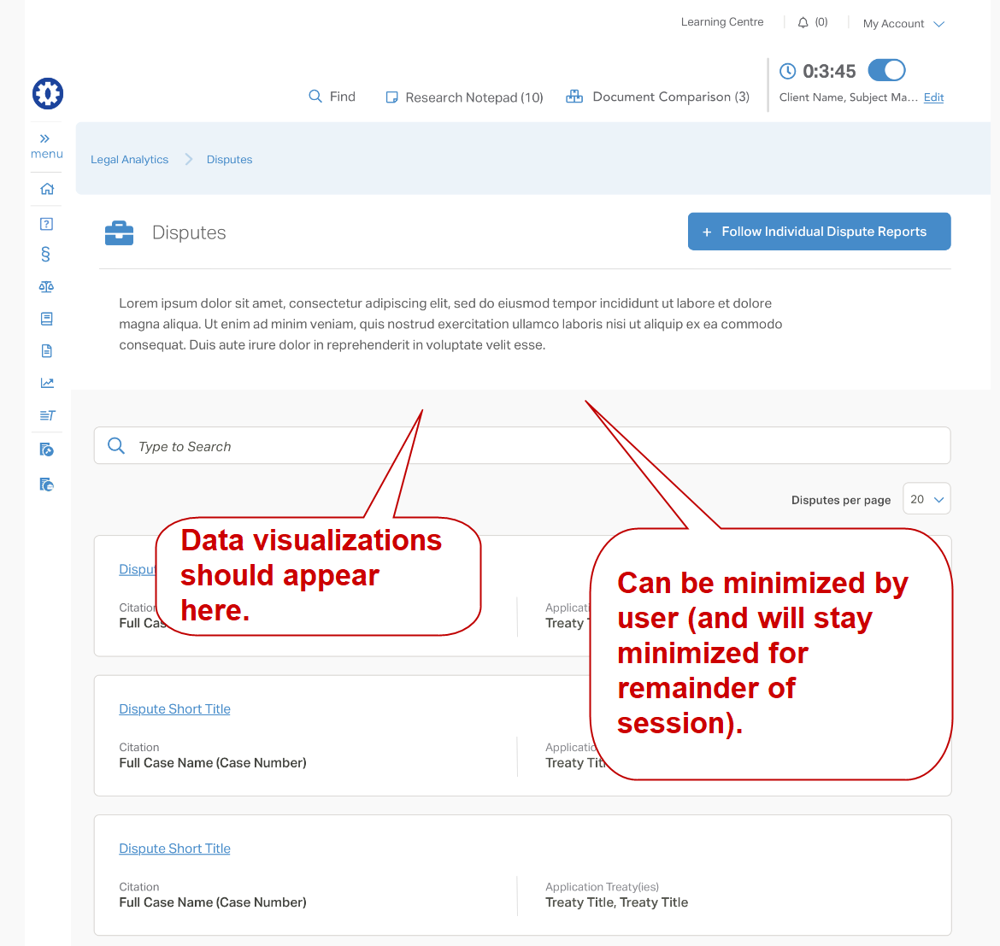 Learning Centre
(0)
My Account
0:3:45
Find
Research Notepad (10)
Document Comparison (3)
Client Name, Subject Ma... Edit
menu
Legal Analytics
Disputes
Disputes
+ Follow Individual Dispute Reports
Lorem ipsum dolor sit amet, consectetur adipiscing elit, sed do eiusmod tempor incididunt ut labore et dolore
magna aliqua. Ut enim ad minim veniam, quis nostrud exercitation ullamco laboris nisi ut aliquip ex ea commodo
consequat. Duis aute irure dolor in reprehenderit in voluptate velit esse.
Type to Search
Disputes per page
20
Data visualizations
should appear
here.
Can be minimized by
user (and will stay
minimized for
remainder of
session).
Citation
Full
Treaty
Dispute Short Title
Citation
Full Case Name (Case Number)
Treaty
Dispute Short Title
Citation
Full Case Name (Case Number)
Application Treaty(ies)
Treaty Title, Treaty Title